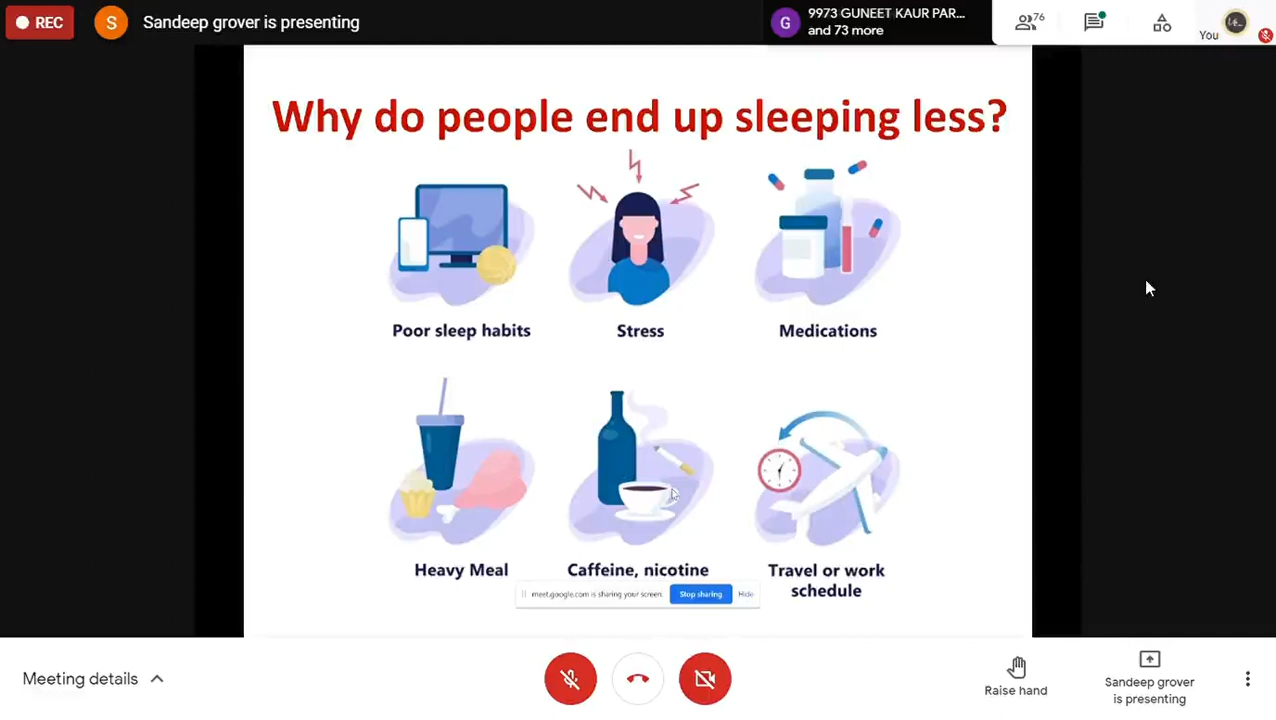 REC
S
Sandeep grover is presenting
G
9973 GUNEET KAUR PAR...
and 73 more
76
You
Why do people end up sleeping less?
Poor sleep habits
Stress
Medications
Heavy Meal
Caffeine, nicotine
Travel or work
schedule
meet.google.com is sharing your screen.
Stop sharing
Hide
Meeting details
Raise hand
Sandeep grover
is presenting